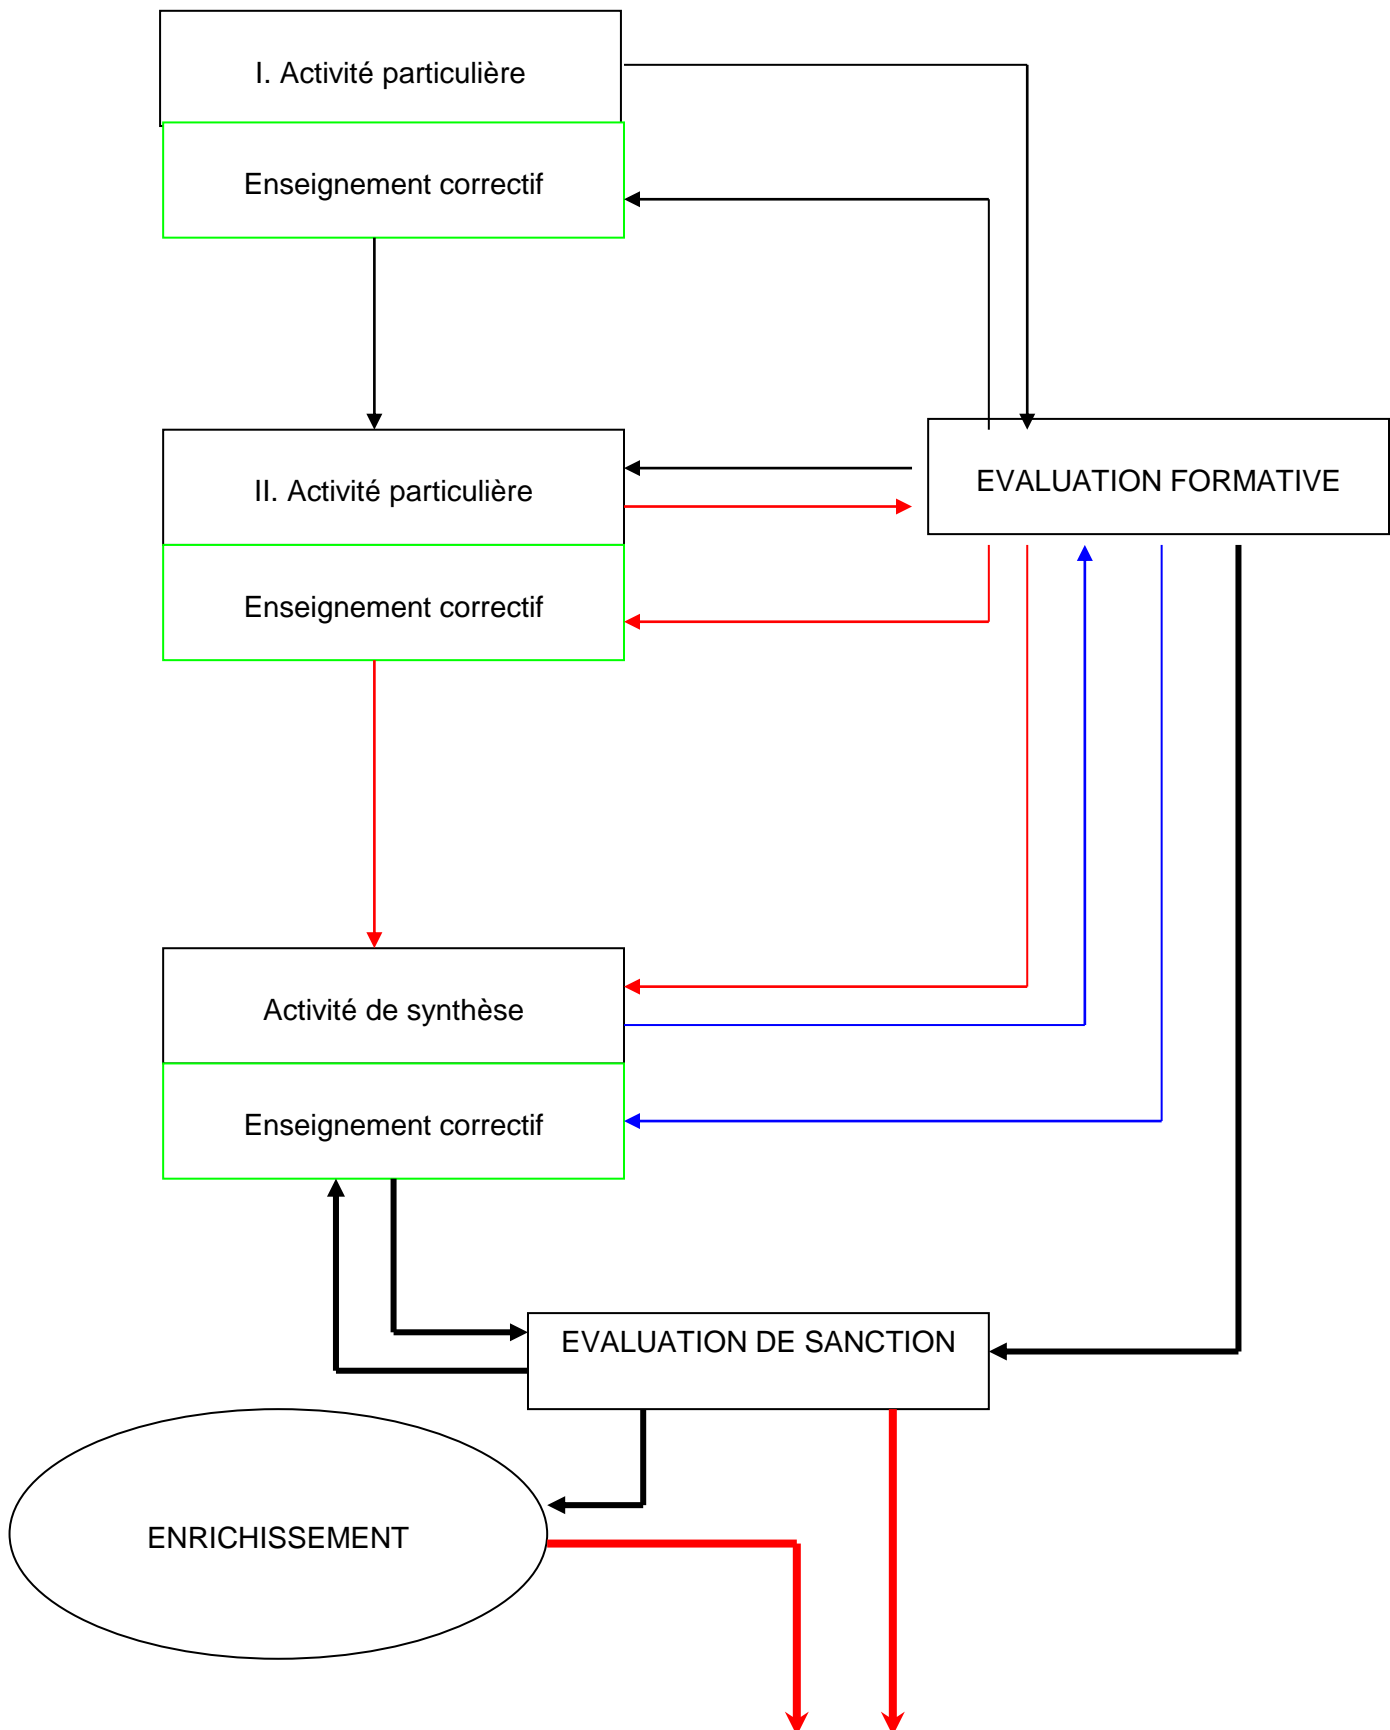 I. Activité particulière
Enseignement correctif
II. Activité particulière
EVALUATION FORMATIVE
Enseignement correctif
Activité de synthèse
Enseignement correctif
EVALUATION DE SANCTION
ENRICHISSEMENT